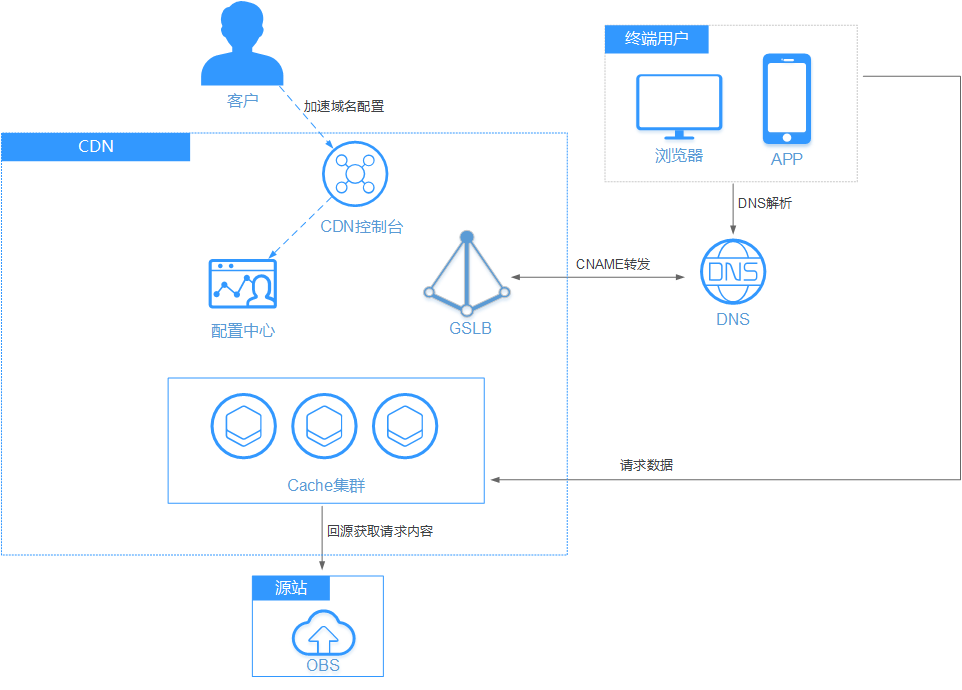 客户
加速域名配置
终端用户
浏览器
APP
CDN
CDN控制台
DNS解析
配置中心
GSLB
CNAME转发
DNS
DNS
Cache集群
请求数据
回源获取请求内容
源站
OBS